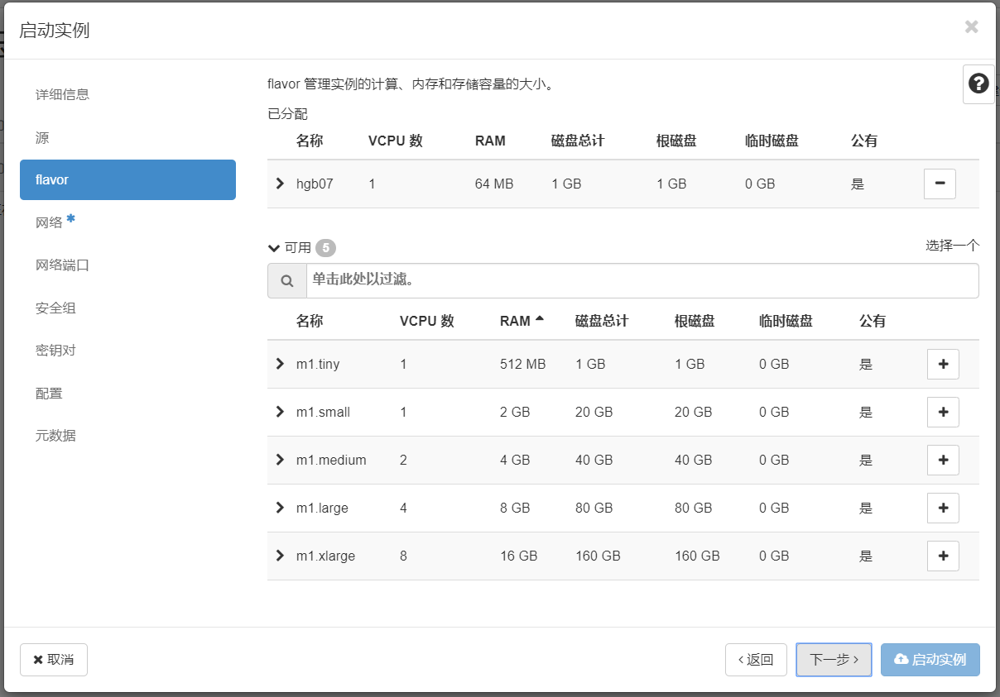 启动实例
详细信息
源
flavor
网络 *
网络端口
安全组
密钥对
配置
元数据
flavor 管理实例的计算、内存和存储容量的大小。
已分配
名称 VCPU 数 RAM 磁盘总计 根磁盘 临时磁盘 公有
hgb07 1 64 MB 1 GB 1 GB 0 GB 是
可用 5 选择一个
单击此处以过滤。
名称 VCPU 数 RAM 磁盘总计 根磁盘 临时磁盘 公有
m1.tiny 1 512 MB 1 GB 1 GB 0 GB 是
m1.small 1 2 GB 20 GB 20 GB 0 GB 是
m1.medium 2 4 GB 40 GB 40 GB 0 GB 是
m1.large 4 8 GB 80 GB 80 GB 0 GB 是
m1.xlarge 8 16 GB 160 GB 160 GB 0 GB 是
取消 ‹返回 下一步› 启动实例